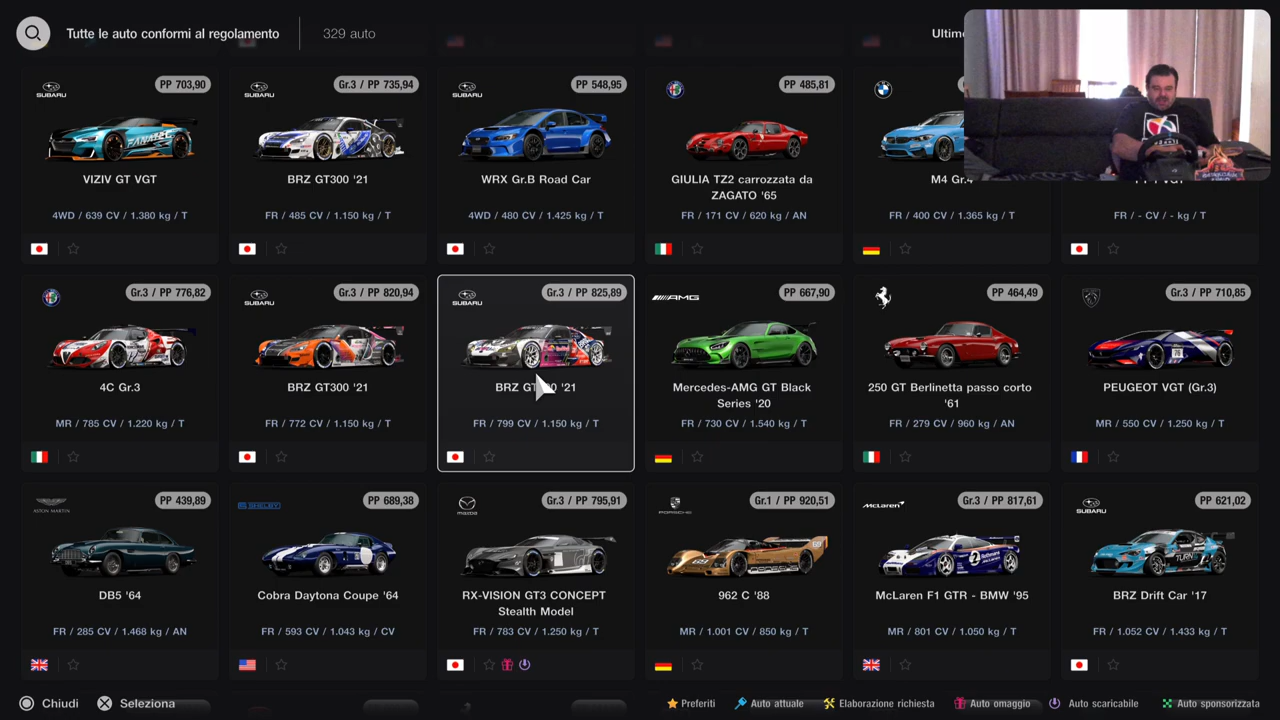 Tutte le auto conformi al regolamento
329 auto
Ultime
SUBARU
PP 703,90
VIZIV GT VGT
4WD / 639 CV / 1.380 kg / T
SUBARU
Gr.3 / PP 735,94
BRZ GT300 '21
FR / 485 CV / 1.150 kg / T
SUBARU
PP 548,95
WRX Gr.B Road Car
4WD / 480 CV / 1.425 kg / T
PP 485,81
GIULIA TZ2 carrozzata da
ZAGATO '65
FR / 171 CV / 620 kg / AN
M4 Gr.4
FR / 400 CV / 1.365 kg / T
FR / - CV / - kg / T
Gr.3 / PP 776,82
4C Gr.3
MR / 785 CV / 1.220 kg / T
SUBARU
Gr.3 / PP 820,94
BRZ GT300 '21
FR / 772 CV / 1.150 kg / T
SUBARU
Gr.3 / PP 825,89
BRZ GT300 '21
FR / 799 CV / 1.150 kg / T
AMG
PP 667,90
Mercedes-AMG GT Black
Series '20
FR / 730 CV / 1.540 kg / T
PP 464,49
250 GT Berlinetta passo corto
'61
FR / 279 CV / 960 kg / AN
Gr.3 / PP 710,85
PEUGEOT VGT (Gr.3)
MR / 550 CV / 1.250 kg / T
ASTON MARTIN
PP 439,89
DB5 '64
FR / 285 CV / 1.468 kg / AN
SHELBY
PP 689,38
Cobra Daytona Coupe '64
FR / 593 CV / 1.043 kg / CV
mazda
Gr.3 / PP 795,91
RX-VISION GT3 CONCEPT
Stealth Model
FR / 783 CV / 1.250 kg / T
PORSCHE
Gr.1 / PP 920,51
962 C '88
MR / 1.001 CV / 850 kg / T
McLaren
Gr.3 / PP 817,61
McLaren F1 GTR - BMW '95
MR / 801 CV / 1.050 kg / T
SUBARU
PP 621,02
BRZ Drift Car '17
FR / 1.052 CV / 1.433 kg / T
Chiudi
Seleziona
Preferiti
Auto attuale
Elaborazione richiesta
Auto omaggio
Auto scaricabile
Auto sponsorizzata